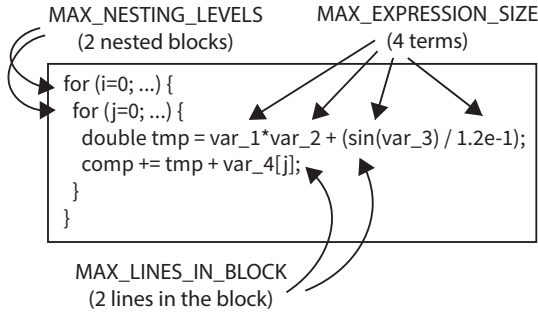 MAX_NESTING_LEVELS
(2 nested blocks)
MAX_EXPRESSION_SIZE
(4 terms)
for (i=0; ...) {
for (j=0; ...) {
double tmp = var_1*var_2 + (sin(var_3) / 1.2e-1);
comp += tmp + var_4[j];
}
}
MAX_LINES_IN_BLOCK
(2 lines in the block)